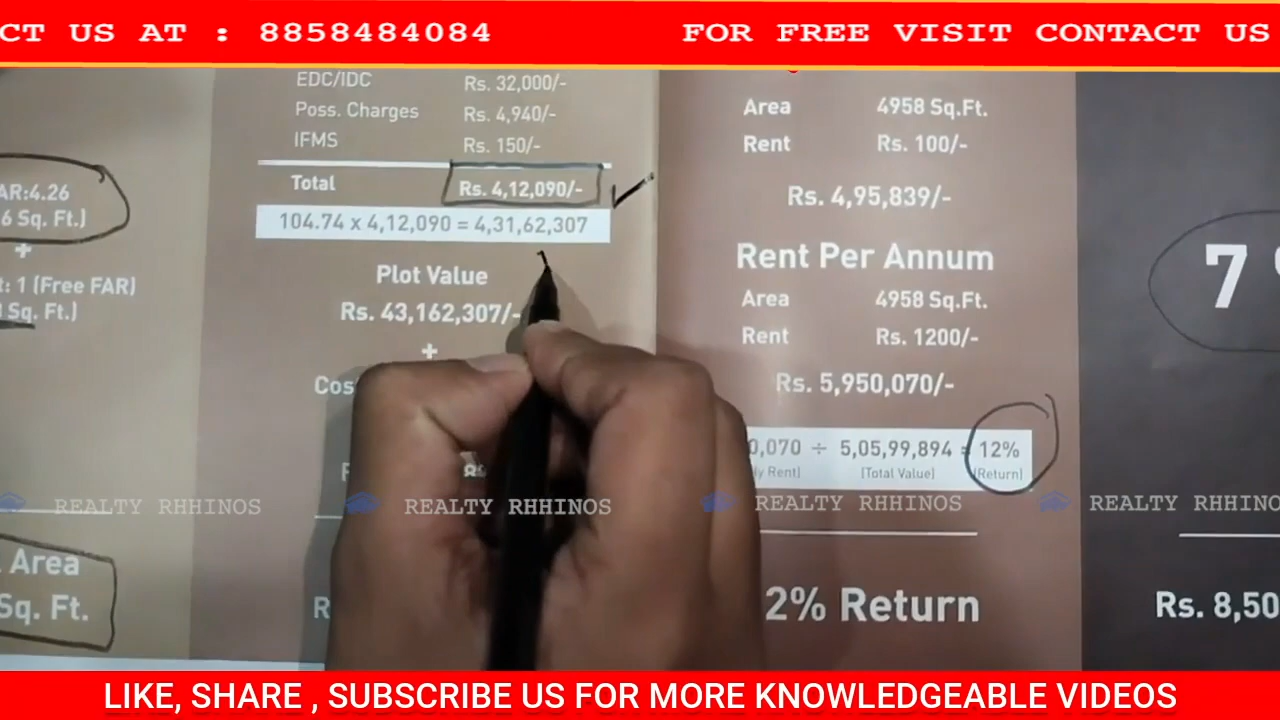 CT US AT : 8858484084
FOR FREE VISIT CONTACT US
AR:4.26
6 Sq. Ft.)
+
: 1 (Free FAR)
Sq. Ft.)
Area
Sq. Ft.
EDC/IDC Rs. 32,000/-
Poss. Charges Rs. 4,940/-
IFMS Rs. 150/-
Total Rs. 4,12,090/-
104.74 x 4,12,090 = 4,31,62,307
Plot Value
Rs. 43,162,307/-
+
Area 4958 Sq.Ft.
Rent Rs. 100/-
Rs. 4,95,839/-
Rent Per Annum
Area 4958 Sq.Ft.
Rent Rs. 1200/-
Rs. 5,950,070/-
0,070 ÷ 5,05,99,894 = 12%
ly Rent) (Total Value) (Return)
2% Return
7
Rs. 8,50
REALTY RHHINOS REALTY RHHINOS REALTY RHHINOS REALTY RHHINO
LIKE, SHARE , SUBSCRIBE US FOR MORE KNOWLEDGEABLE VIDEOS